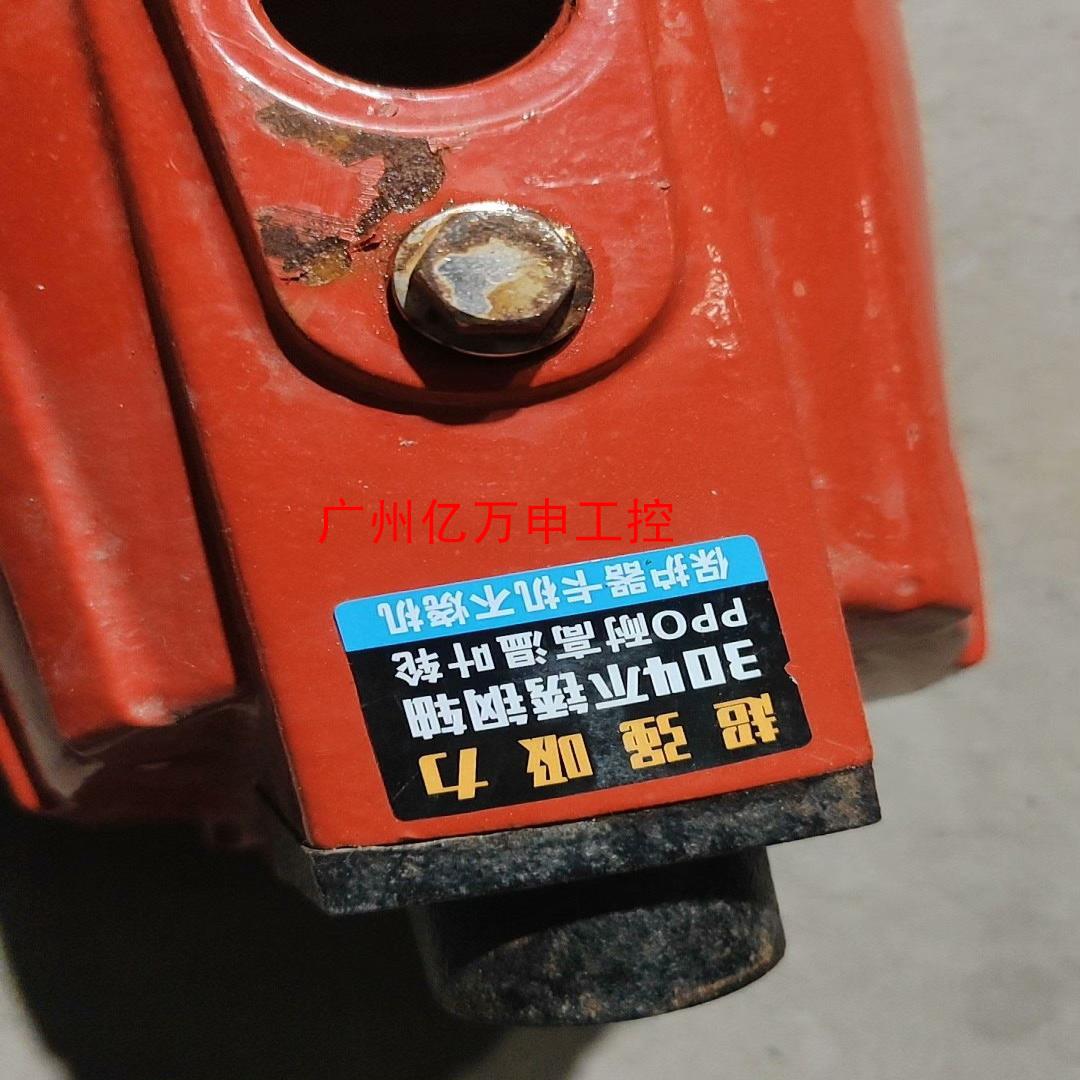 广州亿万申工控
超强吸力
304不锈钢轴
PPO耐高温叶轮
保护器卡机不烧机